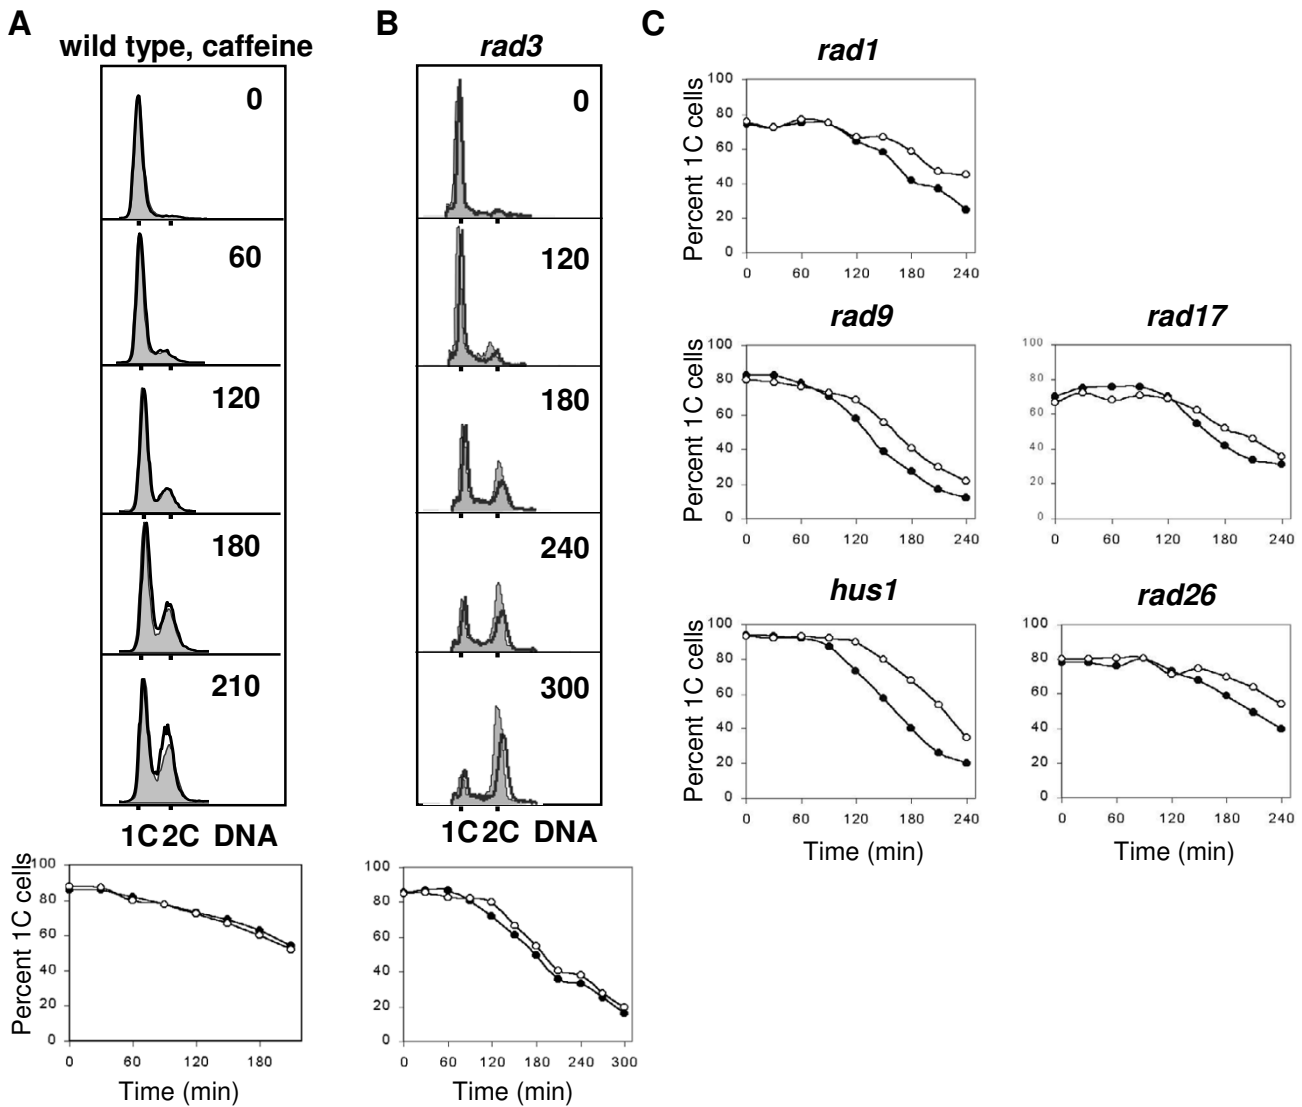 A
wild type, caffeine
0
60
120
180
210
1C 2C DNA
Percent 1C cells
100
80
60
40
20
0
0 60 120 180
Time (min)
B
rad3
0
120
180
240
300
1C 2C DNA
100
80
60
40
20
0
0 60 120 180 240 300
Time (min)
C
rad1
Percent 1C cells
100
80
60
40
20
0
0 60 120 180 240
rad9
Percent 1C cells
100
80
60
40
20
0
0 60 120 180 240
rad17
100
80
60
40
20
0
0 60 120 180 240
hus1
Percent 1C cells
100
80
60
40
20
0
0 60 120 180 240
Time (min)
rad26
100
80
60
40
20
0
0 60 120 180 240
Time (min)